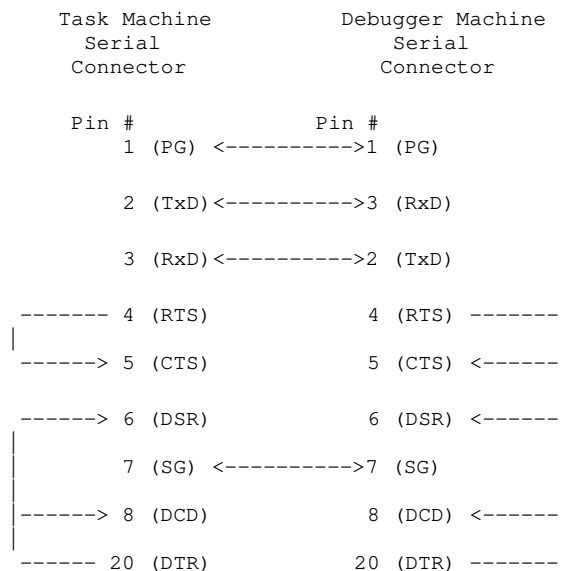 Task Machine Debugger Machine
Serial Serial
Connector Connector
Pin # Pin #
1 (PG) <---------->1 (PG)
2 (TxD)<---------->3 (RxD)
3 (RxD)<---------->2 (TxD)
------- 4 (RTS) 4 (RTS) -------
|
------> 5 (CTS) 5 (CTS) <------
------> 6 (DSR) 6 (DSR) <------
|
| 7 (SG) <---------->7 (SG)
|
|------> 8 (DCD) 8 (DCD) <------
|
------ 20 (DTR) 20 (DTR) -------